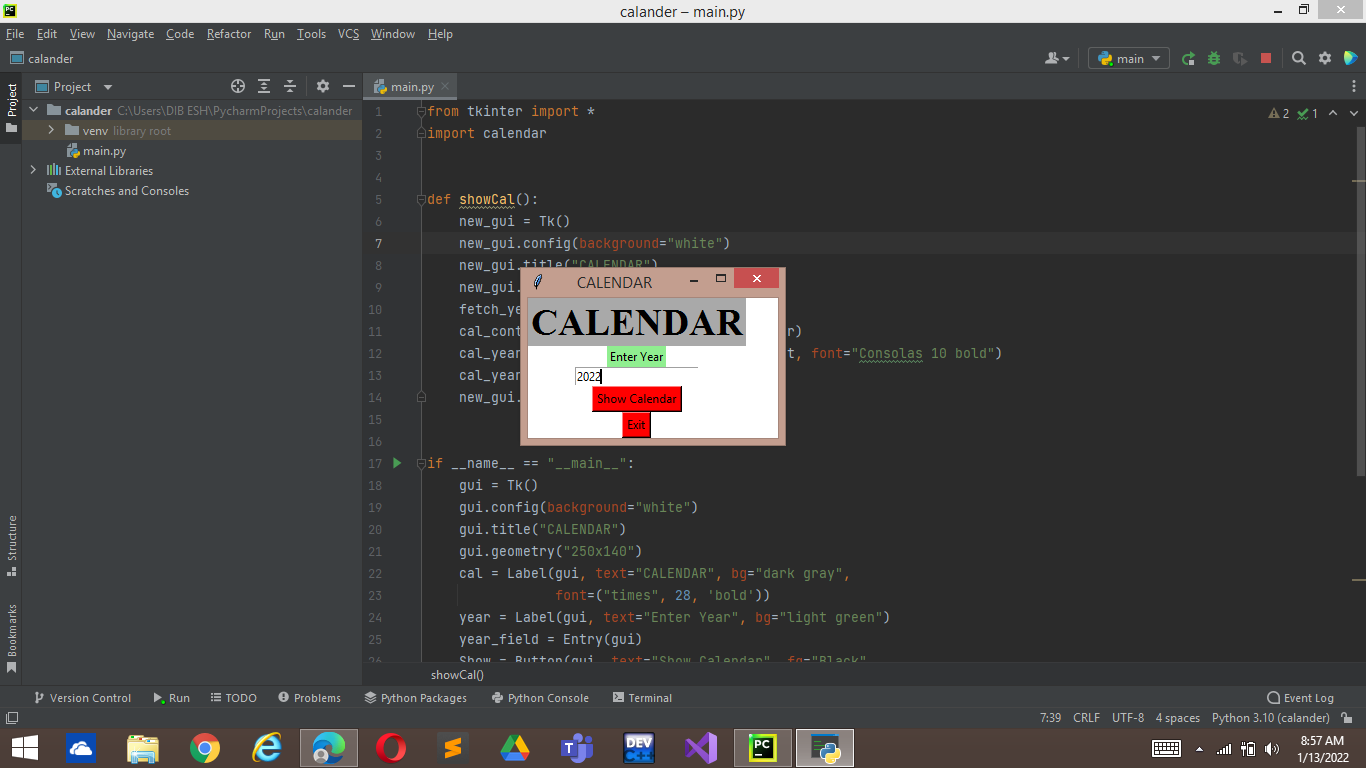 calander – main.py
File Edit View Navigate Code Refactor Run Tools VCS Window Help
calander
main
Project
Project
main.py
calander C:\Users\DIB ESH\PycharmProjects\calander
venv library root
main.py
External Libraries
Scratches and Consoles
Structure
Bookmarks
2 1
1 from tkinter import *
2 import calendar
3
4
5 def showCal():
6 new_gui = Tk()
7 new_gui.config(background="white")
8 new_gui.title("CALENDAR")
9 new_gui.
10 fetch_ye
11 cal_cont r)
12 cal_year t, font="Consolas 10 bold")
13 cal_year
14 new_gui.
15
16
17 if __name__ == "__main__":
18 gui = Tk()
19 gui.config(background="white")
20 gui.title("CALENDAR")
21 gui.geometry("250x140")
22 cal = Label(gui, text="CALENDAR", bg="dark gray",
23 font=("times", 28, 'bold'))
24 year = Label(gui, text="Enter Year", bg="light green")
25 year_field = Entry(gui)
26 Show = Button(gui, text="Show Calendar", fg="Black",
CALENDAR
CALENDAR
Enter Year
2022
Show Calendar
Exit
showCal()
Version Control Run TODO Problems Python Packages Python Console Terminal Event Log
7:39 CRLF UTF-8 4 spaces Python 3.10 (calander)
PC
DEV
C++
PC
8:57 AM
1/13/2022